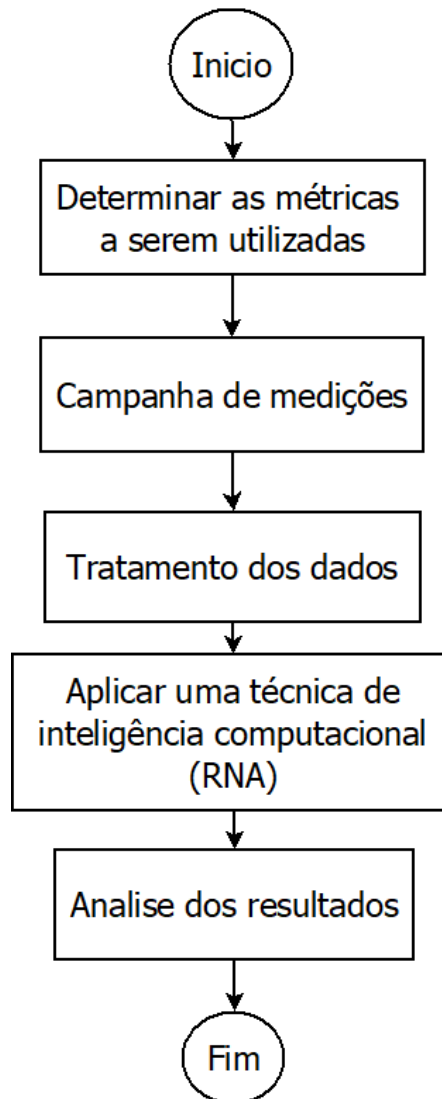 Inicio
Determinar as métricas
a serem utilizadas
Campanha de medições
Tratamento dos dados
Aplicar uma técnica de
inteligência computacional
(RNA)
Analise dos resultados
Fim